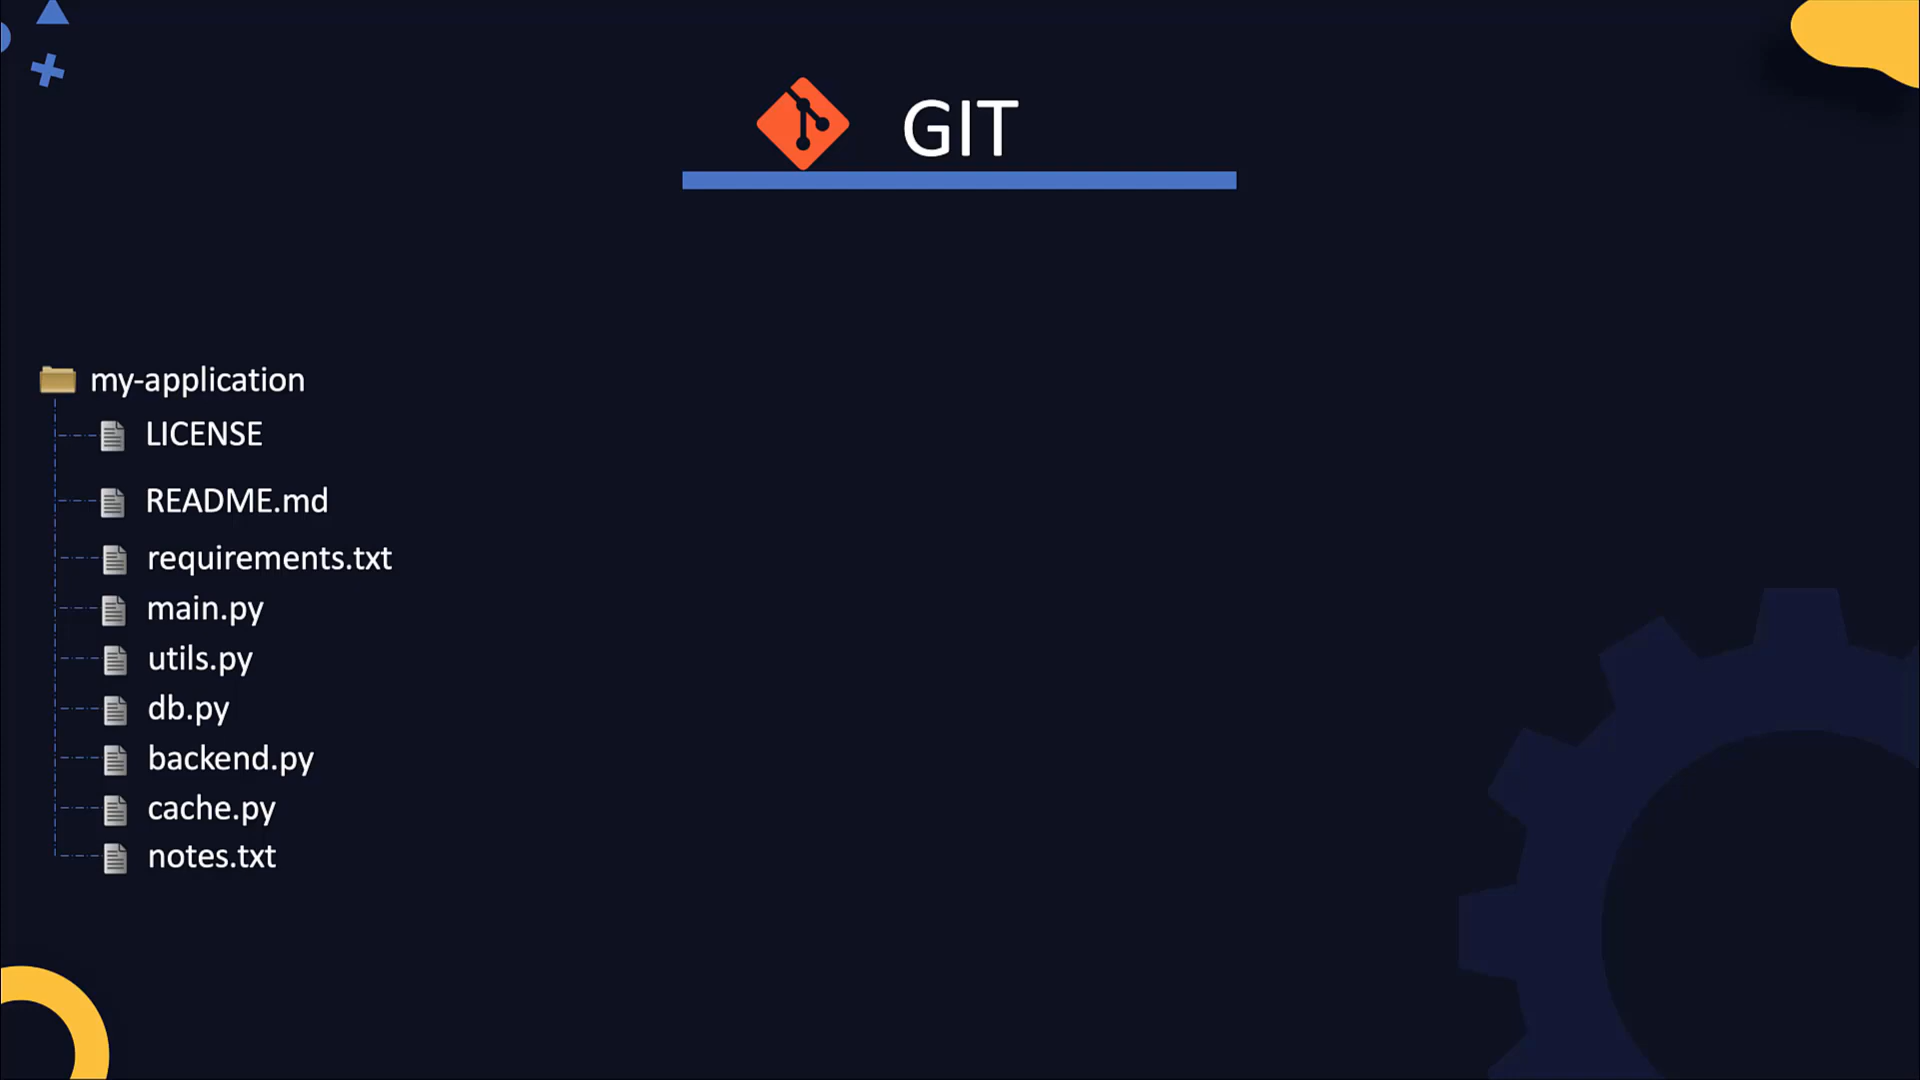 GIT
my-application
LICENSE
README.md
requirements.txt
main.py
utils.py
db.py
backend.py
cache.py
notes.txt